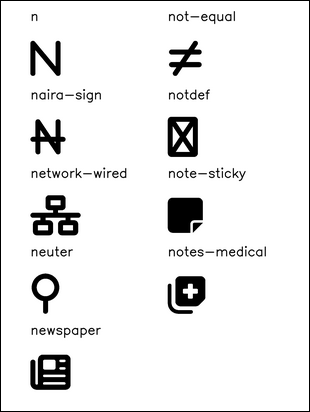 n
not-equal
naira-sign
notdef
network-wired
note-sticky
neuter
notes-medical
newspaper